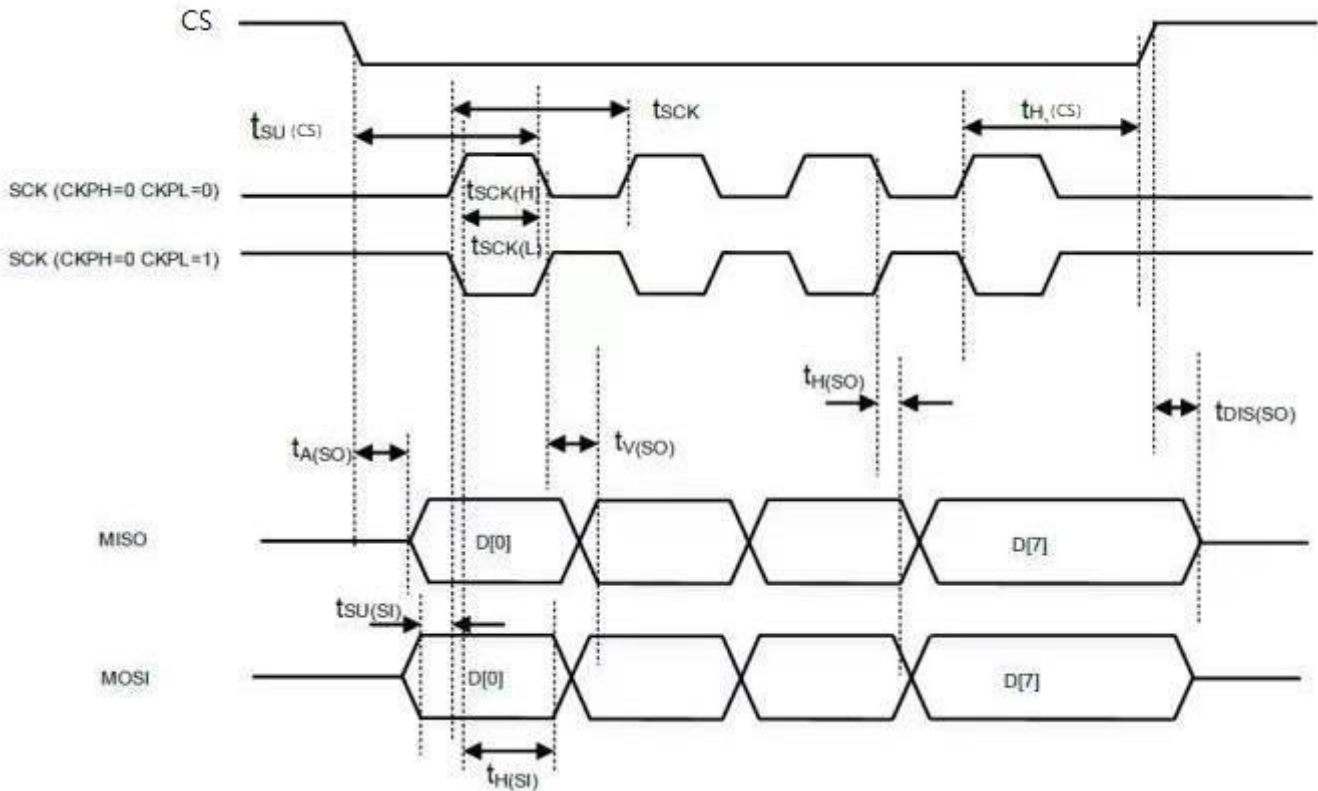 CS
tSCK
tSU (CS)
tH, (CS)
SCK (CKPH=0 CKPL=0)
tSCK(H)
tSCK(L)
SCK (CKPH=0 CKPL=1)
tH(SO)
tDIS(SO)
tA(SO)
tV(SO)
MISO
D[0]
D[7]
tSU(SI)
MOSI
D[0]
D[7]
tH(SI)